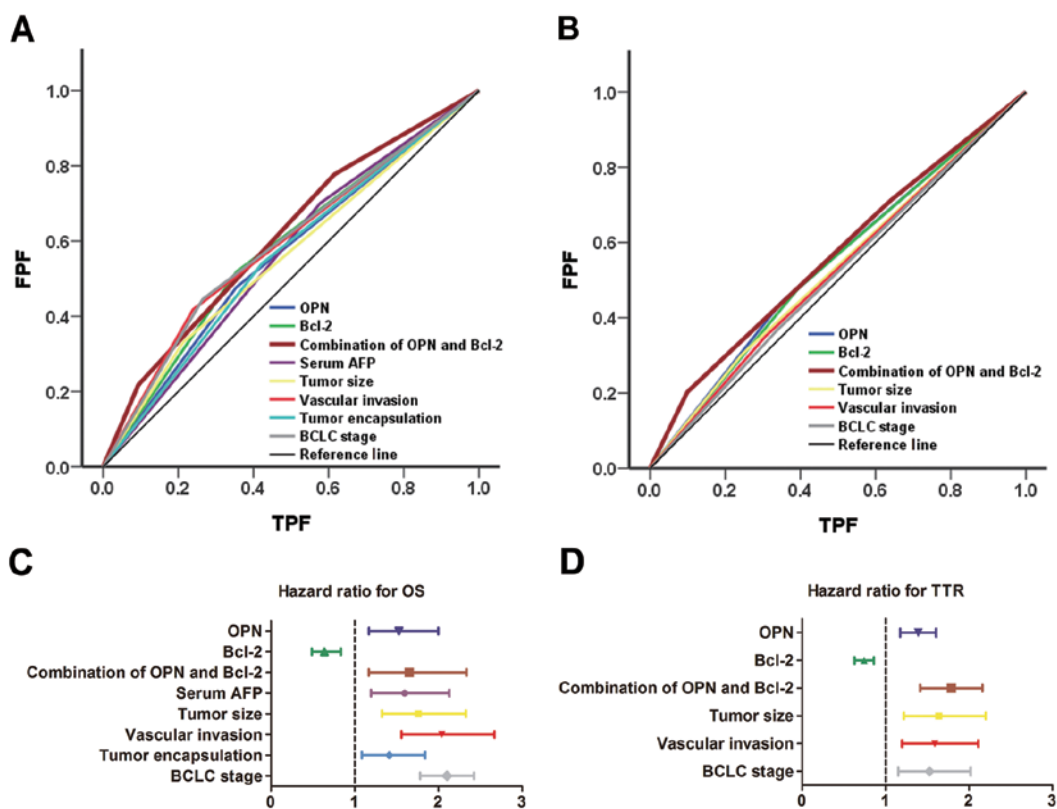 A
1.0
0.8
0.6
0.4
0.2
0.0
FPF
OPN
Bcl-2
Combination of OPN and Bcl-2
Serum AFP
Tumor size
Vascular invasion
Tumor encapsulation
BCLC stage
Reference line
0.0 0.2 0.4 0.6 0.8 1.0
TPF
B
1.0
0.8
0.6
0.4
0.2
0.0
FPF
OPN
Bcl-2
Combination of OPN and Bcl-2
Tumor size
Vascular invasion
BCLC stage
Reference line
0.0 0.2 0.4 0.6 0.8 1.0
TPF
C
Hazard ratio for OS
OPN
Bcl-2
Combination of OPN and Bcl-2
Serum AFP
Tumor size
Vascular invasion
Tumor encapsulation
BCLC stage
0 1 2 3
D
Hazard ratio for TTR
OPN
Bcl-2
Combination of OPN and Bcl-2
Tumor size
Vascular invasion
BCLC stage
0 1 2 3